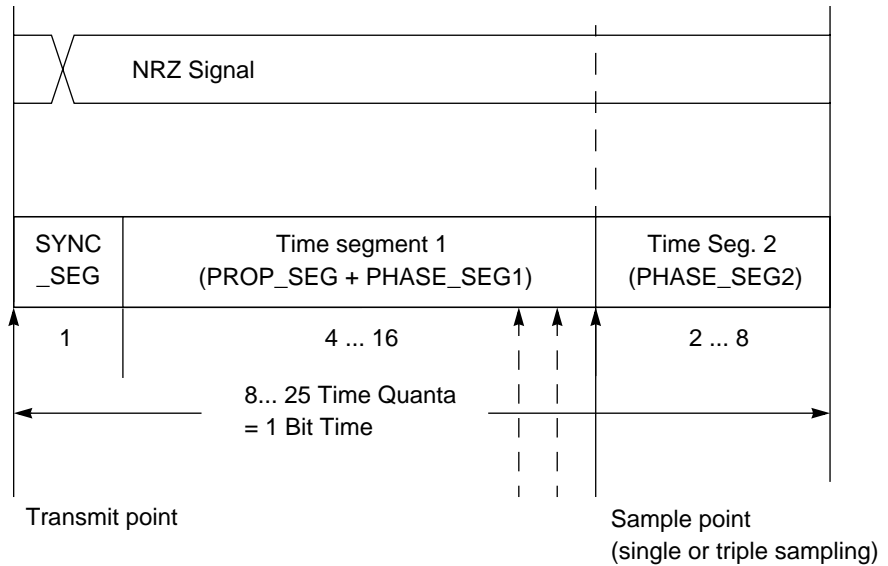 NRZ Signal
SYNC
_SEG
Time segment 1
(PROP_SEG + PHASE_SEG1)
Time Seg. 2
(PHASE_SEG2)
1
4 ... 16
2 ... 8
8... 25 Time Quanta
= 1 Bit Time
Transmit point
Sample point
(single or triple sampling)